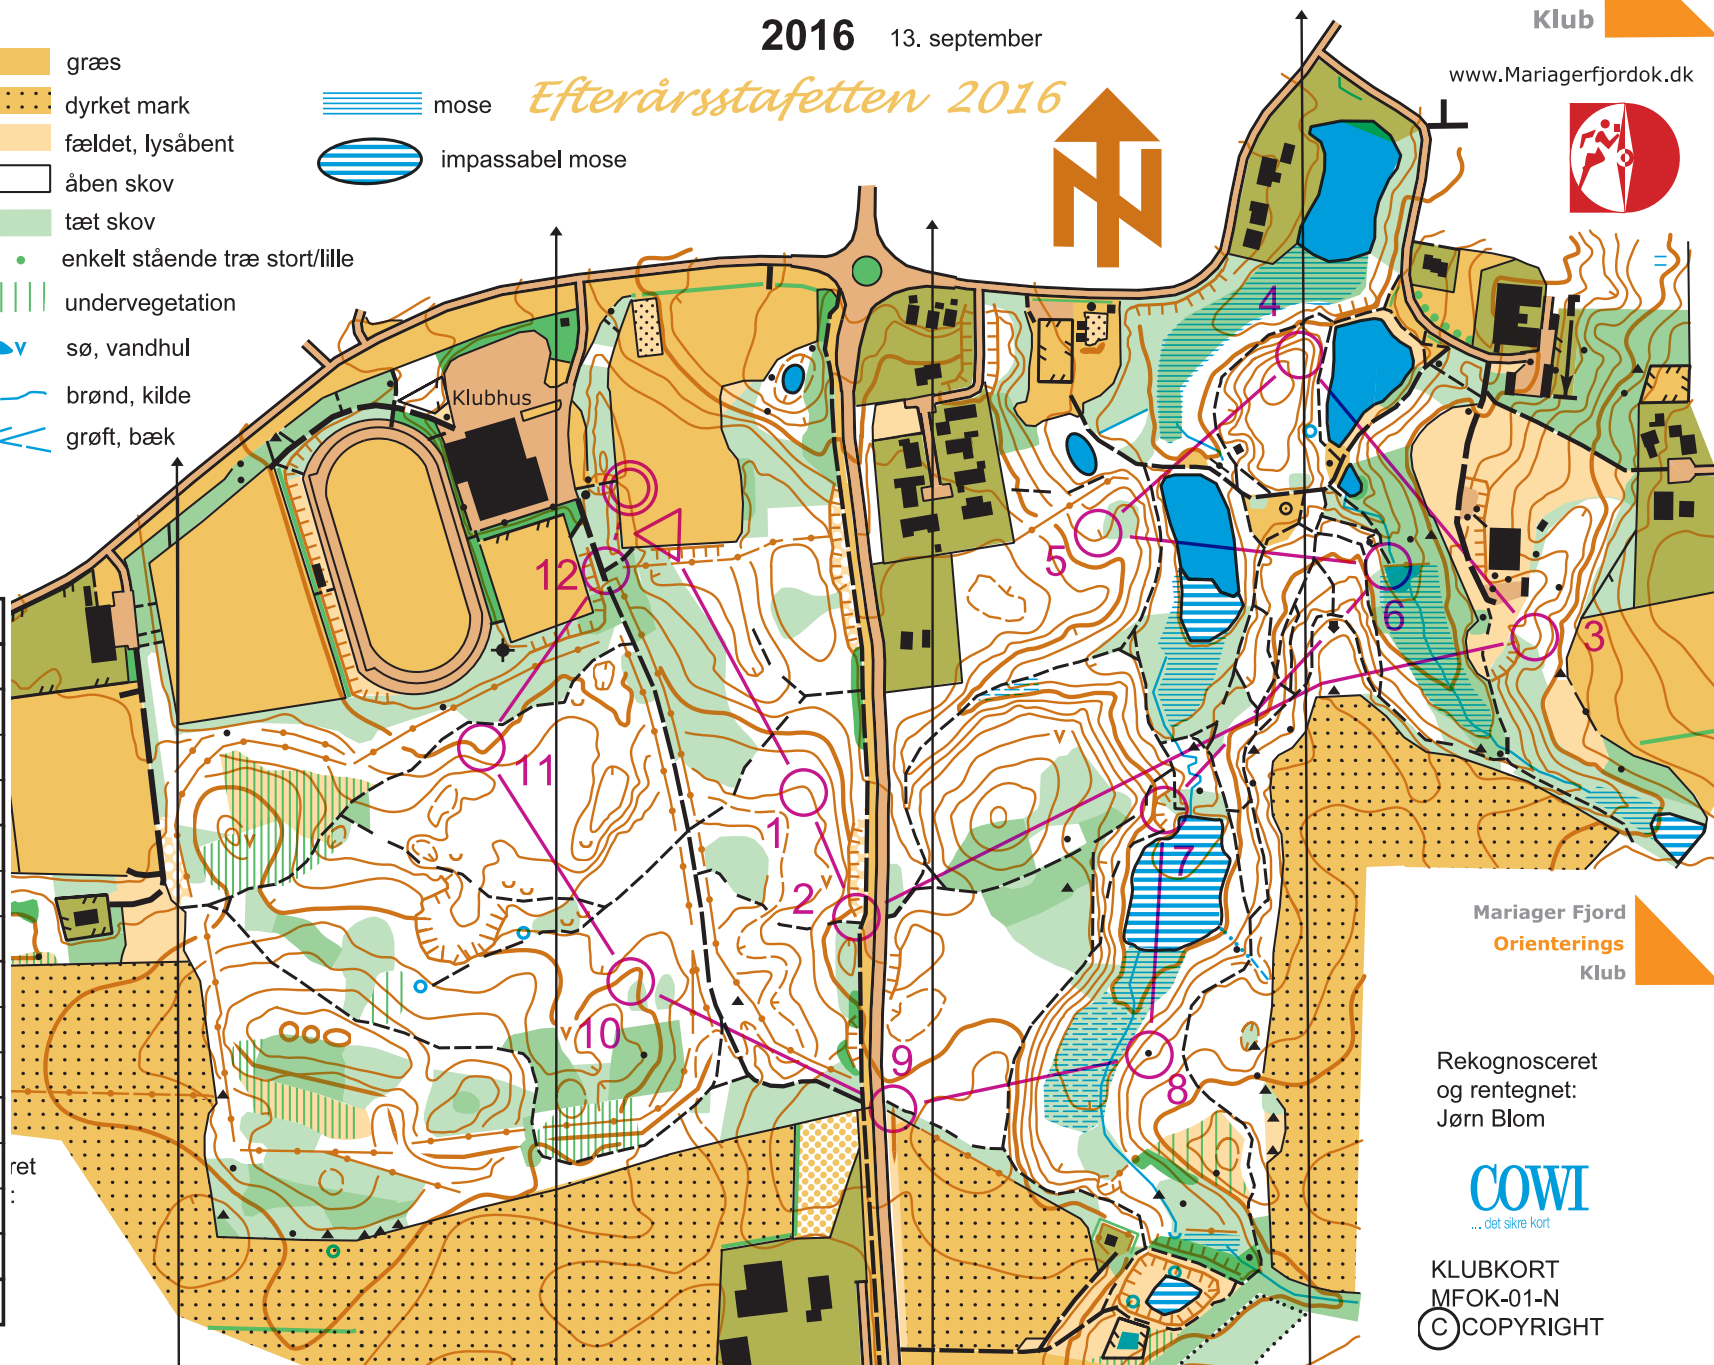 2016 13. september
Efterårsstafetten 2016
Klub
www.Mariagerfjordok.dk
græs
dyrket mark
fældet, lysåbent
åben skov
tæt skov
enkelt stående træ stort/lille
undervegetation
sø, vandhul
brønd, kilde
grøft, bæk
mose
impassabel mose
N
Klubhus
4
5
12
6
3
11
1
7
2
10
9
8
Mariager Fjord
Orienterings
Klub
Rekognosceret
og rentegnet:
Jørn Blom
ret
:
COWI
... det sikre kort
KLUBKORT
MFOK-01-N
©COPYRIGHT